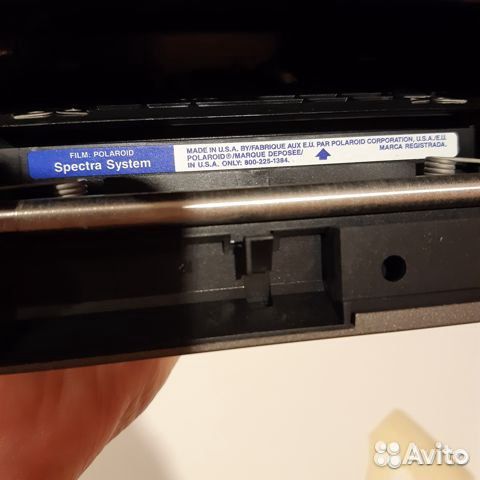 FILM: POLAROID
Spectra System
MADE IN U.S.A. BY/FABRIQUE AUX E.U. PAR POLAROID CORPORATION, U.S.A./E.U.
POLAROID®/MARQUE DEPOSEE/ MARCA REGISTRADA.
IN U.S.A. ONLY: 800-225-1384.
Avito